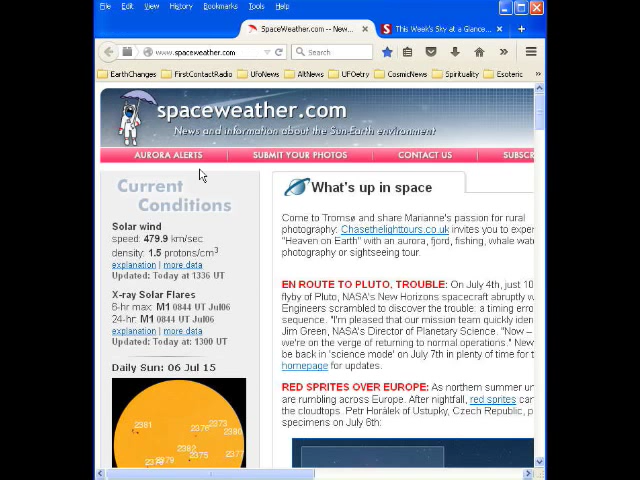 File Edit View History Bookmarks Tools Help
SpaceWeather.com -- New...
This Week's Sky at a Glance...
www.spaceweather.com
Search
EarthChanges FirstContactRadio UfoNews AltNews UFOetry CosmicNews Spirituality Esoteric
spaceweather.com
News and information about the Sun-Earth environment
AURORA ALERTS SUBMIT YOUR PHOTOS CONTACT US SUBSCR
Current
Conditions
Solar wind
speed: 479.9 km/sec
density: 1.5 protons/cm3
explanation | more data
Updated: Today at 1336 UT
X-ray Solar Flares
6-hr max: M1 0844 UT Jul06
24-hr: M1 0844 UT Jul06
explanation | more data
Updated: Today at 1300 UT
Daily Sun: 06 Jul 15
2381 2376 2373
2380
2379 2375 2377
What's up in space
Come to Tromsø and share Marianne's passion for rural
photography: Chasethelighttours.co.uk invites you to exper
"Heaven on Earth" with an aurora, fjord, fishing, whale wat
photography or sightseeing tour.
EN ROUTE TO PLUTO, TROUBLE: On July 4th, just 10
flyby of Pluto, NASA's New Horizons spacecraft abruptly w
Engineers scrambled to discover the trouble: a timing erro
sequence. "I'm pleased that our mission team quickly iden
Jim Green, NASA's Director of Planetary Science. "Now –
we're on the verge of returning to normal operations." New
be back in 'science mode' on July 7th in plenty of time for t
homepage for updates.
RED SPRITES OVER EUROPE: As northern summer un
are rumbling across Europe. After nightfall, red sprites can
the cloudtops. Petr Horálek of Ustupky, Czech Republic, p
specimens on July 6th: